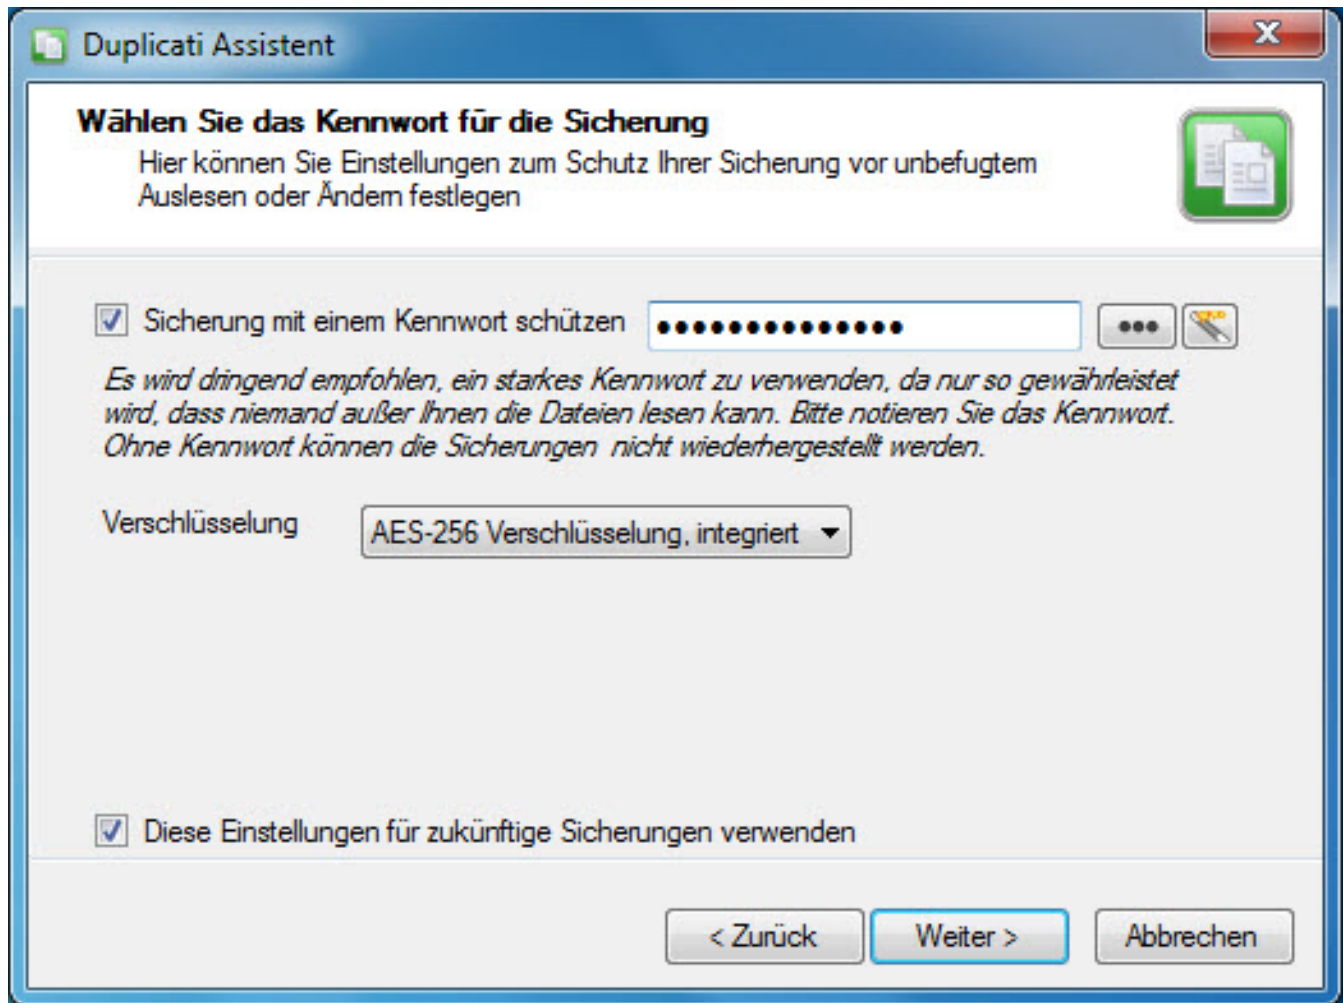 Duplicati Assistent
Wählen Sie das Kennwort für die Sicherung
Hier können Sie Einstellungen zum Schutz Ihrer Sicherung vor unbefugtem
Auslesen oder Ändern festlegen
Sicherung mit einem Kennwort schützen ●●●●●●●●●●●●●●
Es wird dringend empfohlen, ein starkes Kennwort zu verwenden, da nur so gewährleistet
wird, dass niemand außer Ihnen die Dateien lesen kann. Bitte notieren Sie das Kennwort.
Ohne Kennwort können die Sicherungen nicht wiederhergestellt werden.
Verschlüsselung AES-256 Verschlüsselung, integriert
Diese Einstellungen für zukünftige Sicherungen verwenden
< Zurück Weiter > Abbrechen